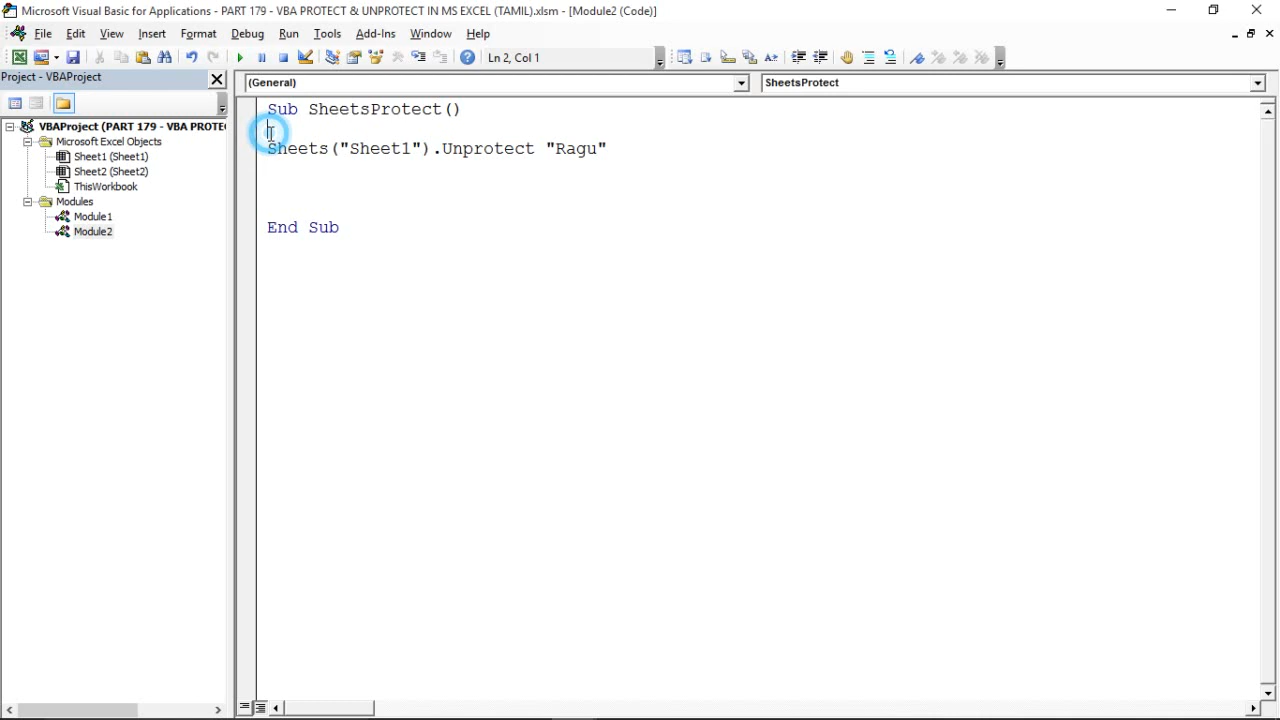 Microsoft Visual Basic for Applications - PART 179 - VBA PROTECT & UNPROTECT IN MS EXCEL (TAMIL).xlsm - [Module2 (Code)]
File Edit View Insert Format Debug Run Tools Add-Ins Window Help
Ln 2, Col 1
Project - VBAProject
(General)
SheetsProtect
VBAProject (PART 179 - VBA PROTE
Microsoft Excel Objects
Sheet1 (Sheet1)
Sheet2 (Sheet2)
ThisWorkbook
Modules
Module1
Module2
Sub SheetsProtect()
Sheets("Sheet1").Unprotect "Ragu"
End Sub